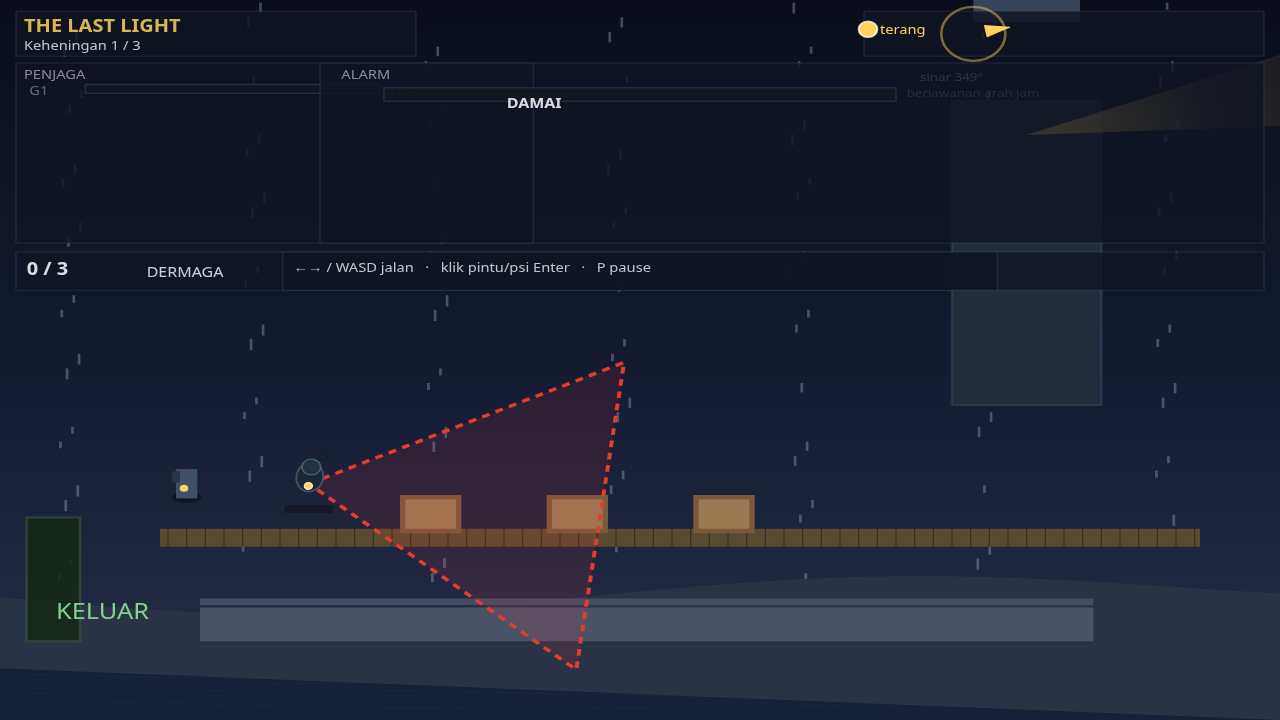 THE LAST LIGHT
Keheningan 1 / 3
terang
PENJAGA
G1
ALARM
DAMAI
sinar 349°
berlawanan arah jam
0 / 3
DERMAGA
←→ / WASD jalan · klik pintu/psi Enter · P pause
KELUAR